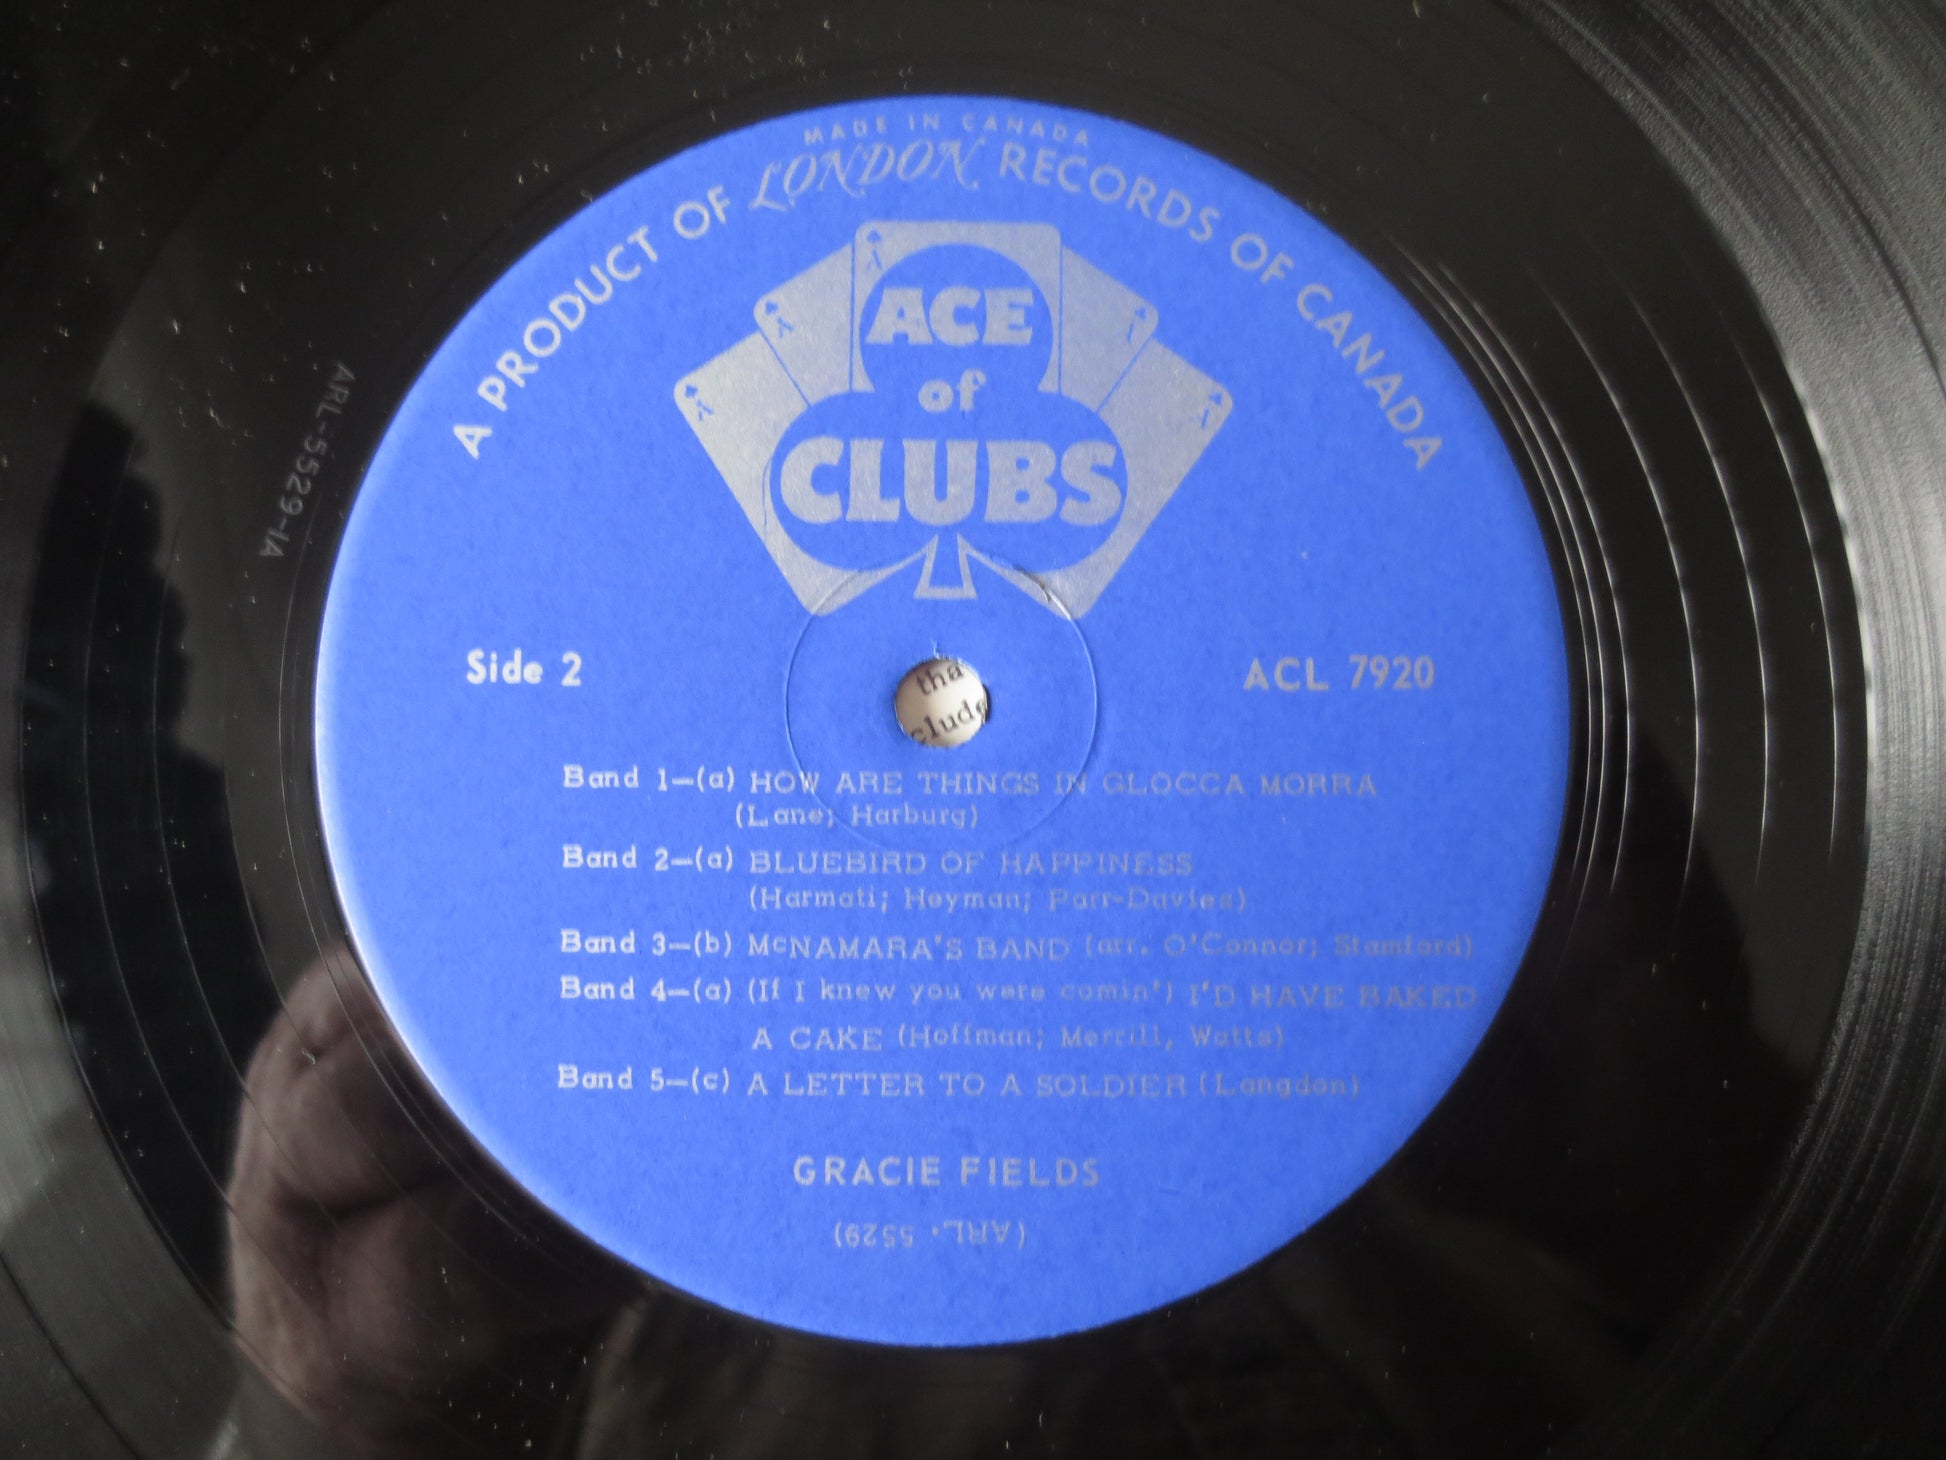 MADE IN CANADA
A PRODUCT OF LONDON RECORDS OF CANADA
ACE
of
CLUBS
Side 2
ACL 7920
tha
clude
Band 1—(a) HOW ARE THINGS IN GLOCCA MORRA
(Lane; Harburg)
Band 2—(a) BLUEBIRD OF HAPPINESS
(Harmati; Heyman; Parr-Davies)
Band 3—(b) McNAMARA'S BAND (arr. O'Connor; Stamford)
Band 4—(a) (If I knew you were comin') I'D HAVE BAKED
A CAKE (Hoffman; Merrill, Watts)
Band 5—(c) A LETTER TO A SOLDIER (Langdon)
GRACIE FIELDS
(ARL. 5529)
ARL-5529-1A